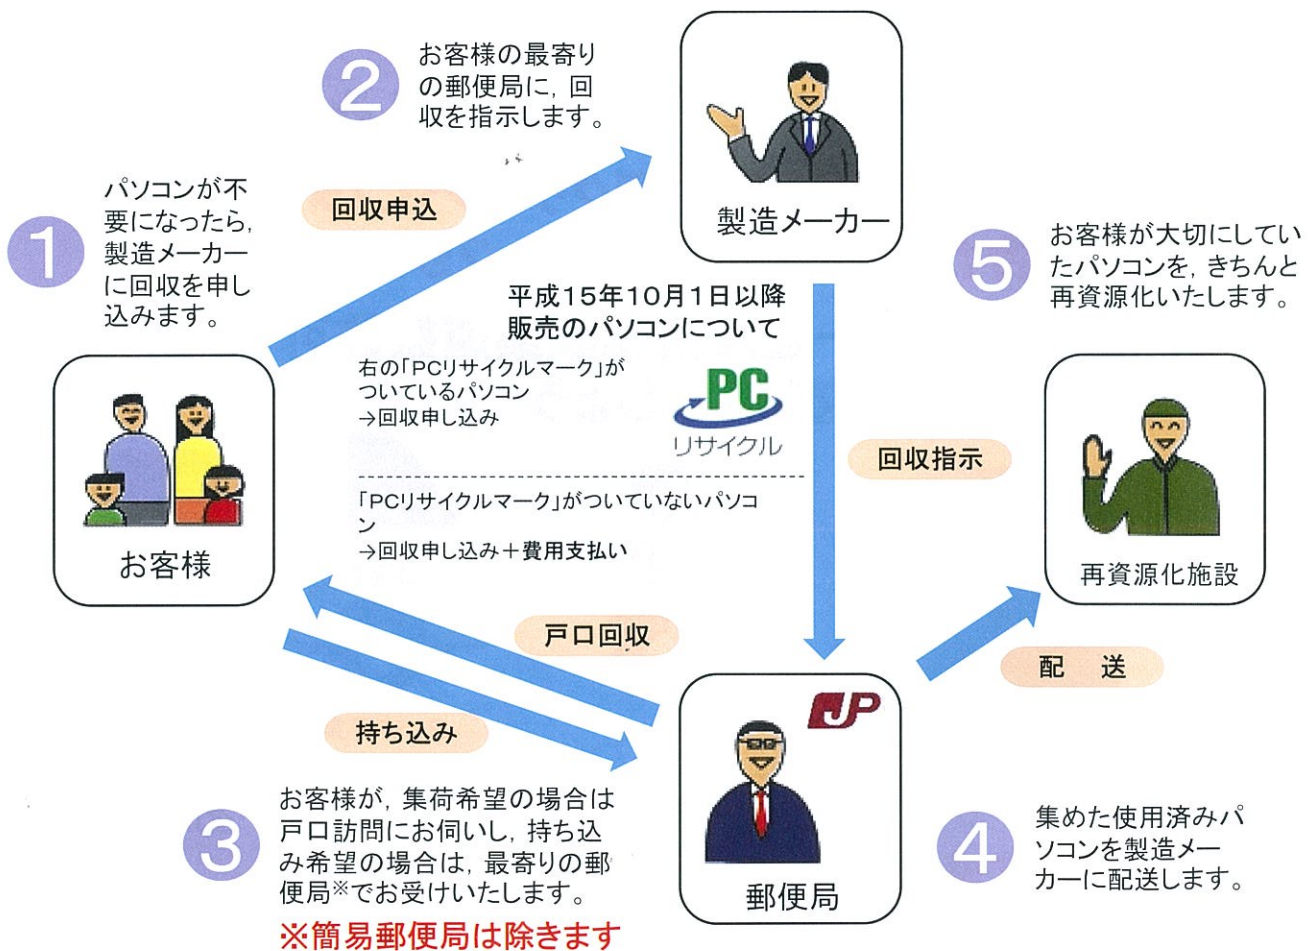 2
お客様の最寄り
の郵便局に, 回
収を指示します。
製造メーカー
1
パソコンが不
要になったら,
製造メーカー
に回収を申し
込みます。
回収申込
5
お客様が大切にしてい
たパソコンを, きちんと
再資源化いたします。
平成15年10月1日以降
販売のパソコンについて
右の「PCリサイクルマーク」が
ついているパソコン
→回収申し込み
PC
リサイクル
「PCリサイクルマーク」がついていないパソコ
ン
→回収申し込み+費用支払い
お客様
回収指示
再資源化施設
戸口回収
配 送
持ち込み
JP
郵便局
3
お客様が, 集荷希望の場合は
戸口訪問にお伺いし, 持ち込
み希望の場合は, 最寄りの郵
便局※でお受けいたします。
※簡易郵便局は除きます
4
集めた使用済みパ
ソコンを製造メー
カーに配送します。